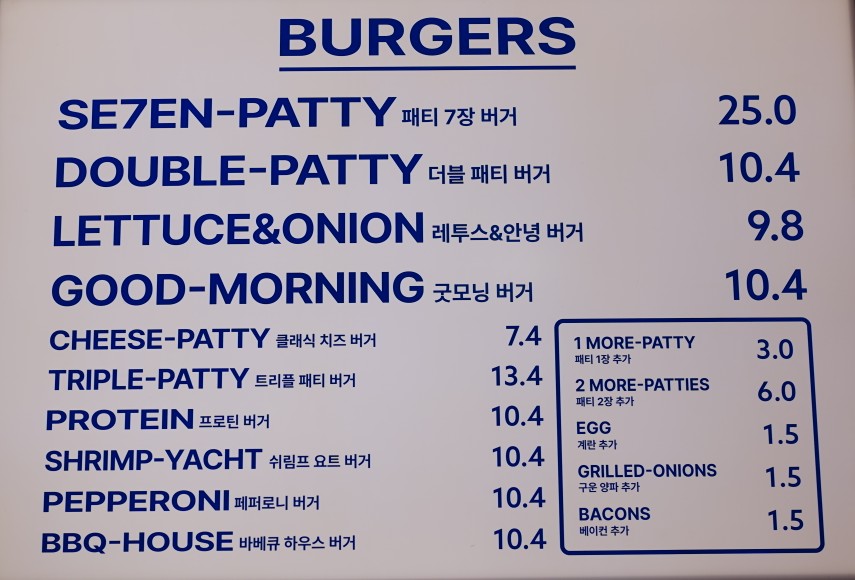 BURGERS
SE7EN-PATTY 패티 7장 버거 25.0
DOUBLE-PATTY 더블 패티 버거 10.4
LETTUCE&ONION 레투스&안녕 버거 9.8
GOOD-MORNING 굿모닝 버거 10.4
CHEESE-PATTY 클래식 치즈 버거 7.4
TRIPLE-PATTY 트리플 패티 버거 13.4
PROTEIN 프로틴 버거 10.4
SHRIMP-YACHT 쉬림프 요트 버거 10.4
PEPPERONI 페퍼로니 버거 10.4
BBQ-HOUSE 바베큐 하우스 버거 10.4
1 MORE-PATTY 3.0
패티 1장 추가
2 MORE-PATTIES 6.0
패티 2장 추가
EGG 1.5
계란 추가
GRILLED-ONIONS 1.5
구운 양파 추가
BACONS 1.5
베이컨 추가